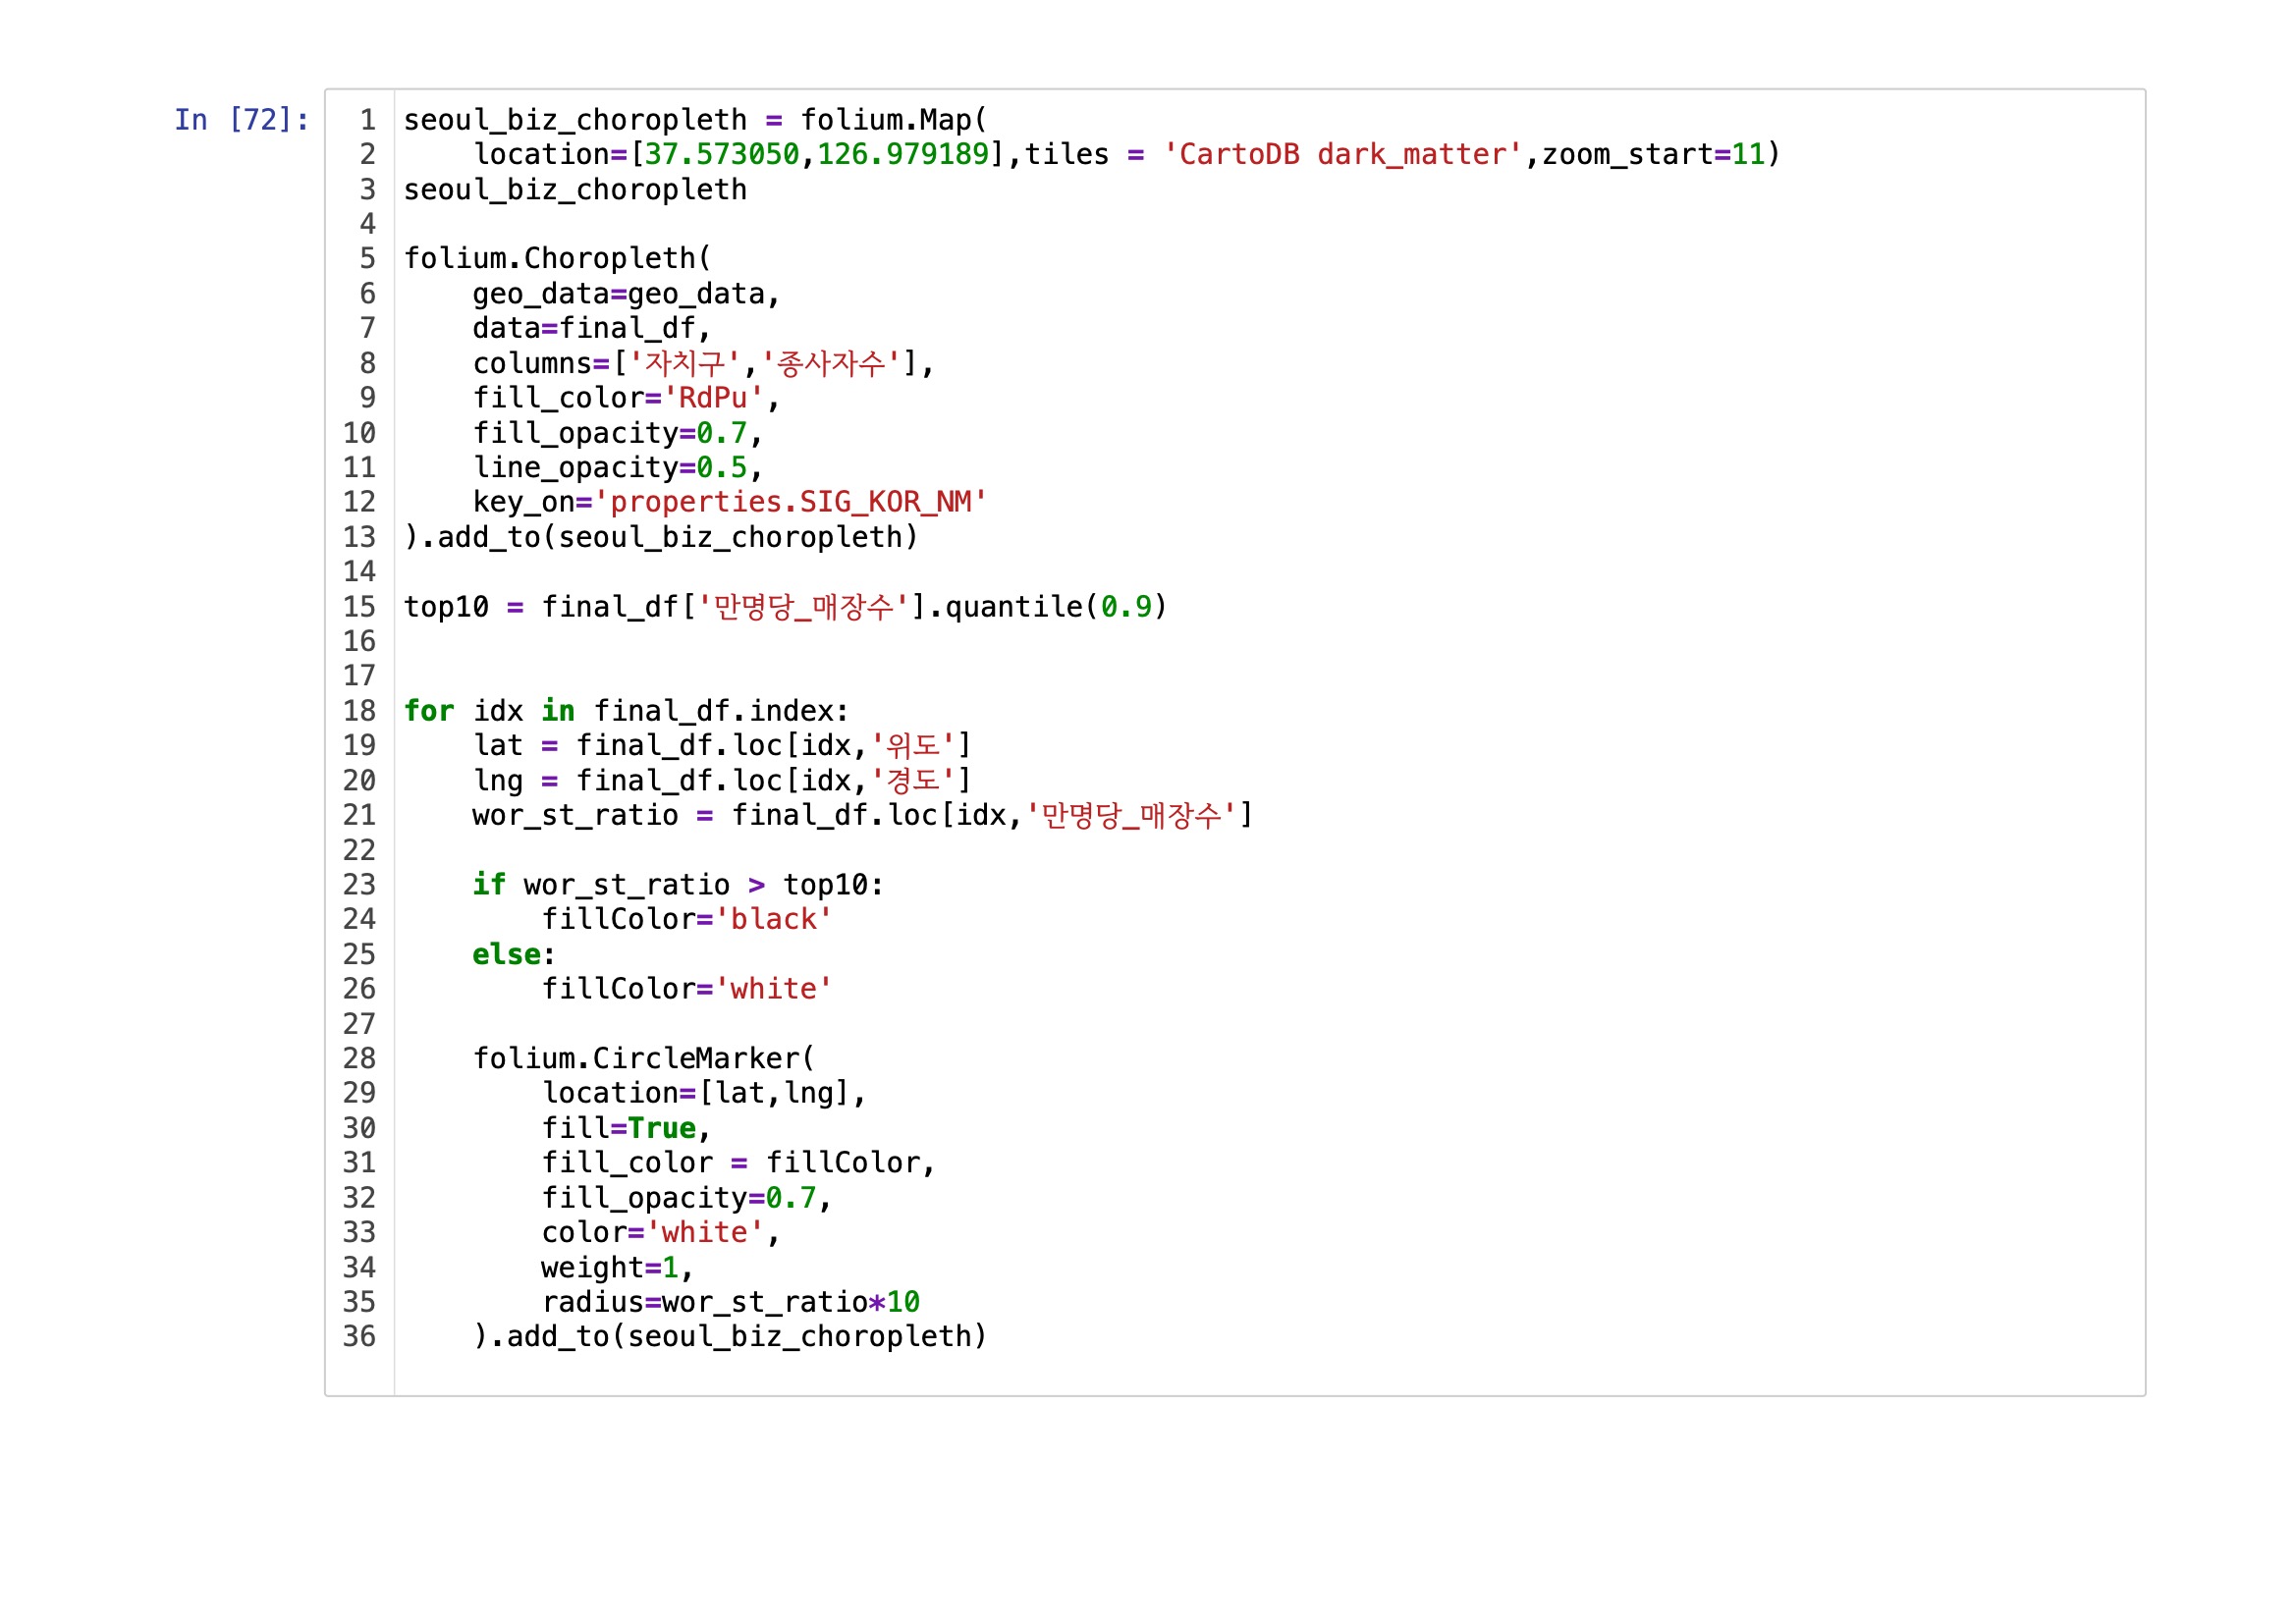 In [72]:
1 seoul_biz_choropleth = folium.Map(
2     location=[37.573050,126.979189],tiles = 'CartoDB dark_matter',zoom_start=11)
3 seoul_biz_choropleth
4
5 folium.Choropleth(
6     geo_data=geo_data,
7     data=final_df,
8     columns=['자치구','종사자수'],
9     fill_color='RdPu',
10     fill_opacity=0.7,
11     line_opacity=0.5,
12     key_on='properties.SIG_KOR_NM'
13 ).add_to(seoul_biz_choropleth)
14
15 top10 = final_df['만명당_매장수'].quantile(0.9)
16
17
18 for idx in final_df.index:
19     lat = final_df.loc[idx,'위도']
20     lng = final_df.loc[idx,'경도']
21     wor_st_ratio = final_df.loc[idx,'만명당_매장수']
22
23     if wor_st_ratio > top10:
24         fillColor='black'
25     else:
26         fillColor='white'
27
28     folium.CircleMarker(
29         location=[lat,lng],
30         fill=True,
31         fill_color = fillColor,
32         fill_opacity=0.7,
33         color='white',
34         weight=1,
35         radius=wor_st_ratio*10
36     ).add_to(seoul_biz_choropleth)